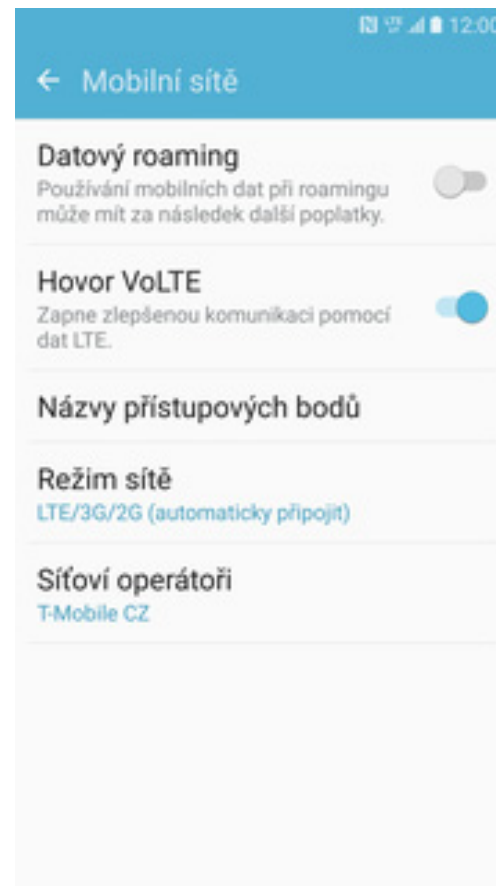 12:00
Mobilní sítě
Datový roaming
Používání mobilních dat při roamingu
může mít za následek další poplatky.
Hovor VoLTE
Zapne zlepšenou komunikaci pomocí
dat LTE.
Názvy přístupových bodů
Režim sítě
LTE/3G/2G (automaticky připojit)
Síťoví operátoři
T-Mobile CZ